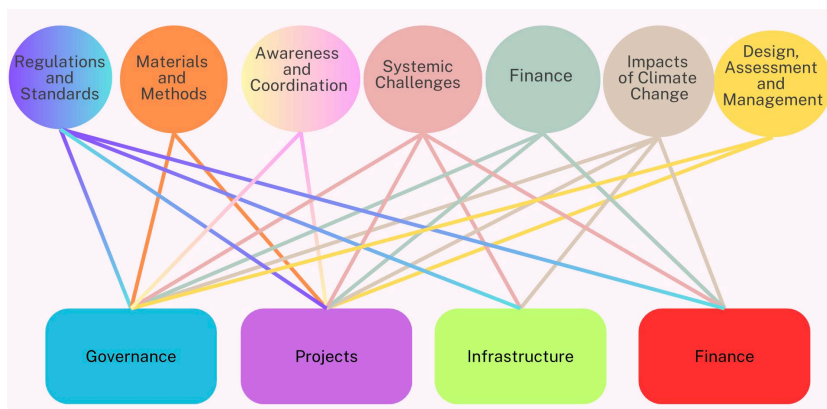 Regulations
and
Standards
Materials
and
Methods
Awareness
and
Coordination
Systemic
Challenges
Finance
Impacts
of Climate
Change
Design,
Assessment
and
Management
Governance
Projects
Infrastructure
Finance